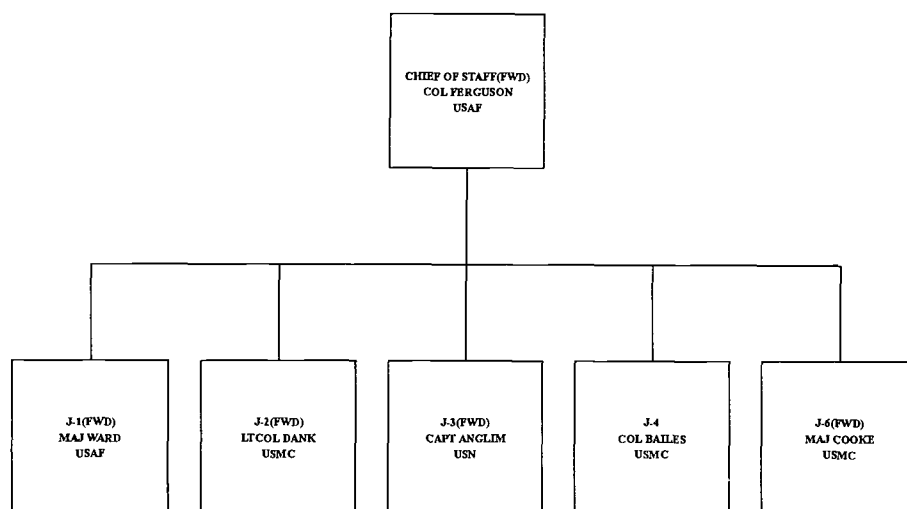 CHIEF OF STAFF(FWD)
COL FERGUSON
USAF
J-1(FWD)
MAJ WARD
USAF
J-2(FWD)
LTCOL DANK
USMC
J-3(FWD)
CAPT ANGLIM
USN
J-4
COL BAILES
USMC
J-6(FWD)
MAJ COOKE
USMC